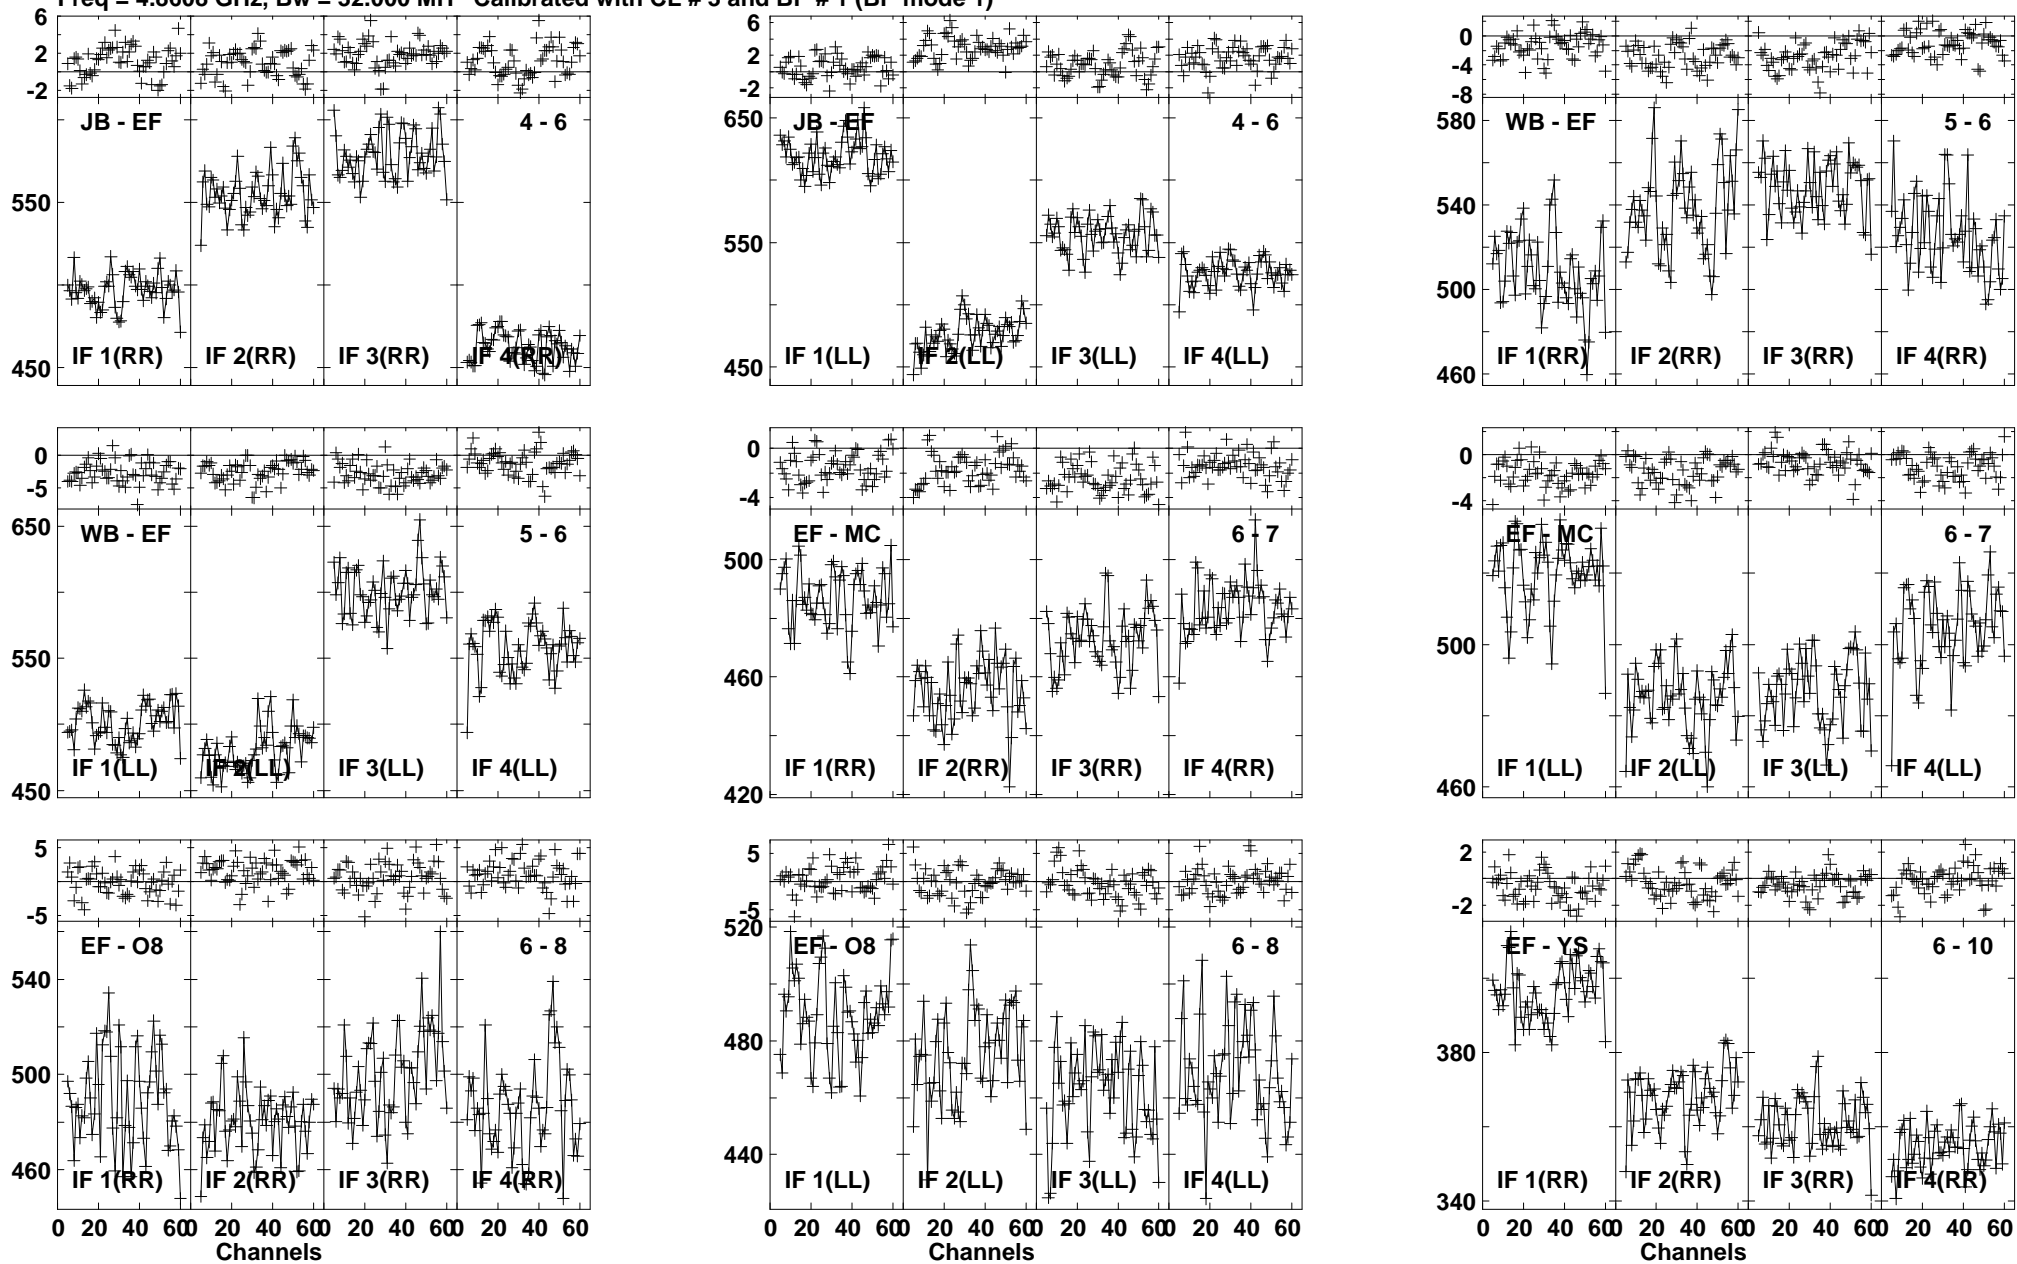 Freq = 4.8608 GHz, Bw = 32.000 MH Calibrated with CL # 3 and BP # 1 (BP mode 1)
6 2 -2
6 2 -2
0 -4 -8
JB - EF 4 - 6
550
450
IF 1(RR) IF 2(RR) IF 3(RR) IF 4(RR)
JB - EF 4 - 6
650
550
450
IF 1(LL) IF 2(LL) IF 3(LL) IF 4(LL)
WB - EF 5 - 6
580
540
500
460
IF 1(RR) IF 2(RR) IF 3(RR) IF 4(RR)
0 -5
0 -4
0 -4
WB - EF 5 - 6
650
550
450
IF 1(LL) IF 2(LL) IF 3(LL) IF 4(LL)
EF - MC 6 - 7
500
460
420
IF 1(RR) IF 2(RR) IF 3(RR) IF 4(RR)
EF - MC 6 - 7
500
460
IF 1(LL) IF 2(LL) IF 3(LL) IF 4(LL)
5 -5
5 -5
2 -2
EF - O8 6 - 8
540
500
460
IF 1(RR) IF 2(RR) IF 3(RR) IF 4(RR)
0 20 40 60 0 20 40 60 0 20 40 60 0 20 40 60
Channels
EF - O8 6 - 8
520
480
440
IF 1(LL) IF 2(LL) IF 3(LL) IF 4(LL)
0 20 40 60 0 20 40 60 0 20 40 60 0 20 40 60
Channels
EF - YS 6 - 10
380
340
IF 1(RR) IF 2(RR) IF 3(RR) IF 4(RR)
0 20 40 60 0 20 40 60 0 20 40 60 0 20 40 60
Channels